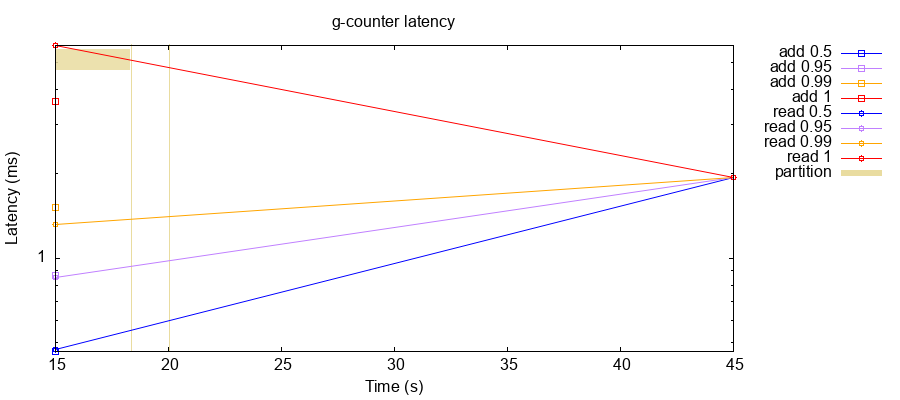 g-counter latency
add 0.5
add 0.95
add 0.99
add 1
read 0.5
read 0.95
read 0.99
read 1
partition
Latency (ms)
1
15 20 25 30 35 40 45
Time (s)